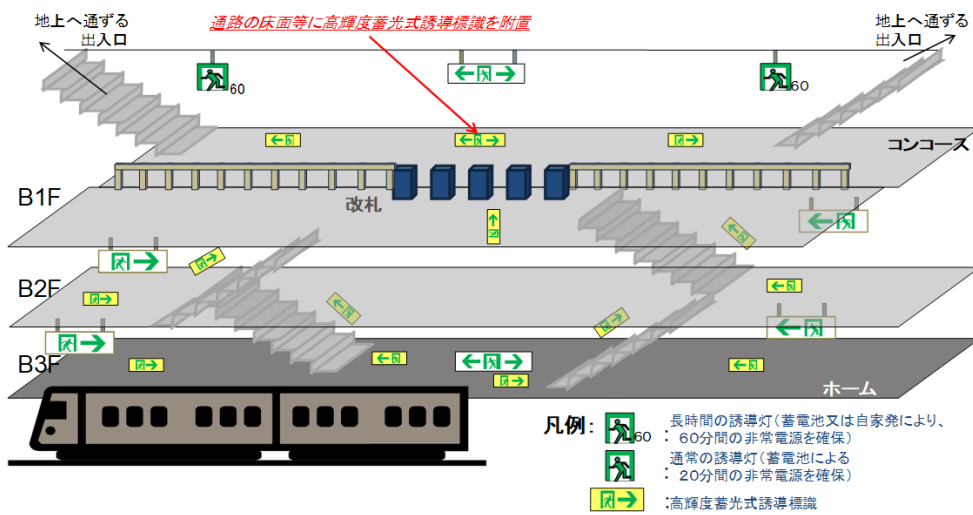 通路の床面等に高輝度蓄光式誘導標識を附置
地上へ通ずる
出入口
地上へ通ずる
出入口
60
60
コンコース
B1F
改札
B2F
B3F
ホーム
凡例:
60
:
長時間の誘導灯(蓄電池又は自家発により、
60分間の非常電源を確保)
:
通常の誘導灯(蓄電池による
20分間の非常電源を確保)
:高輝度蓄光式誘導標識